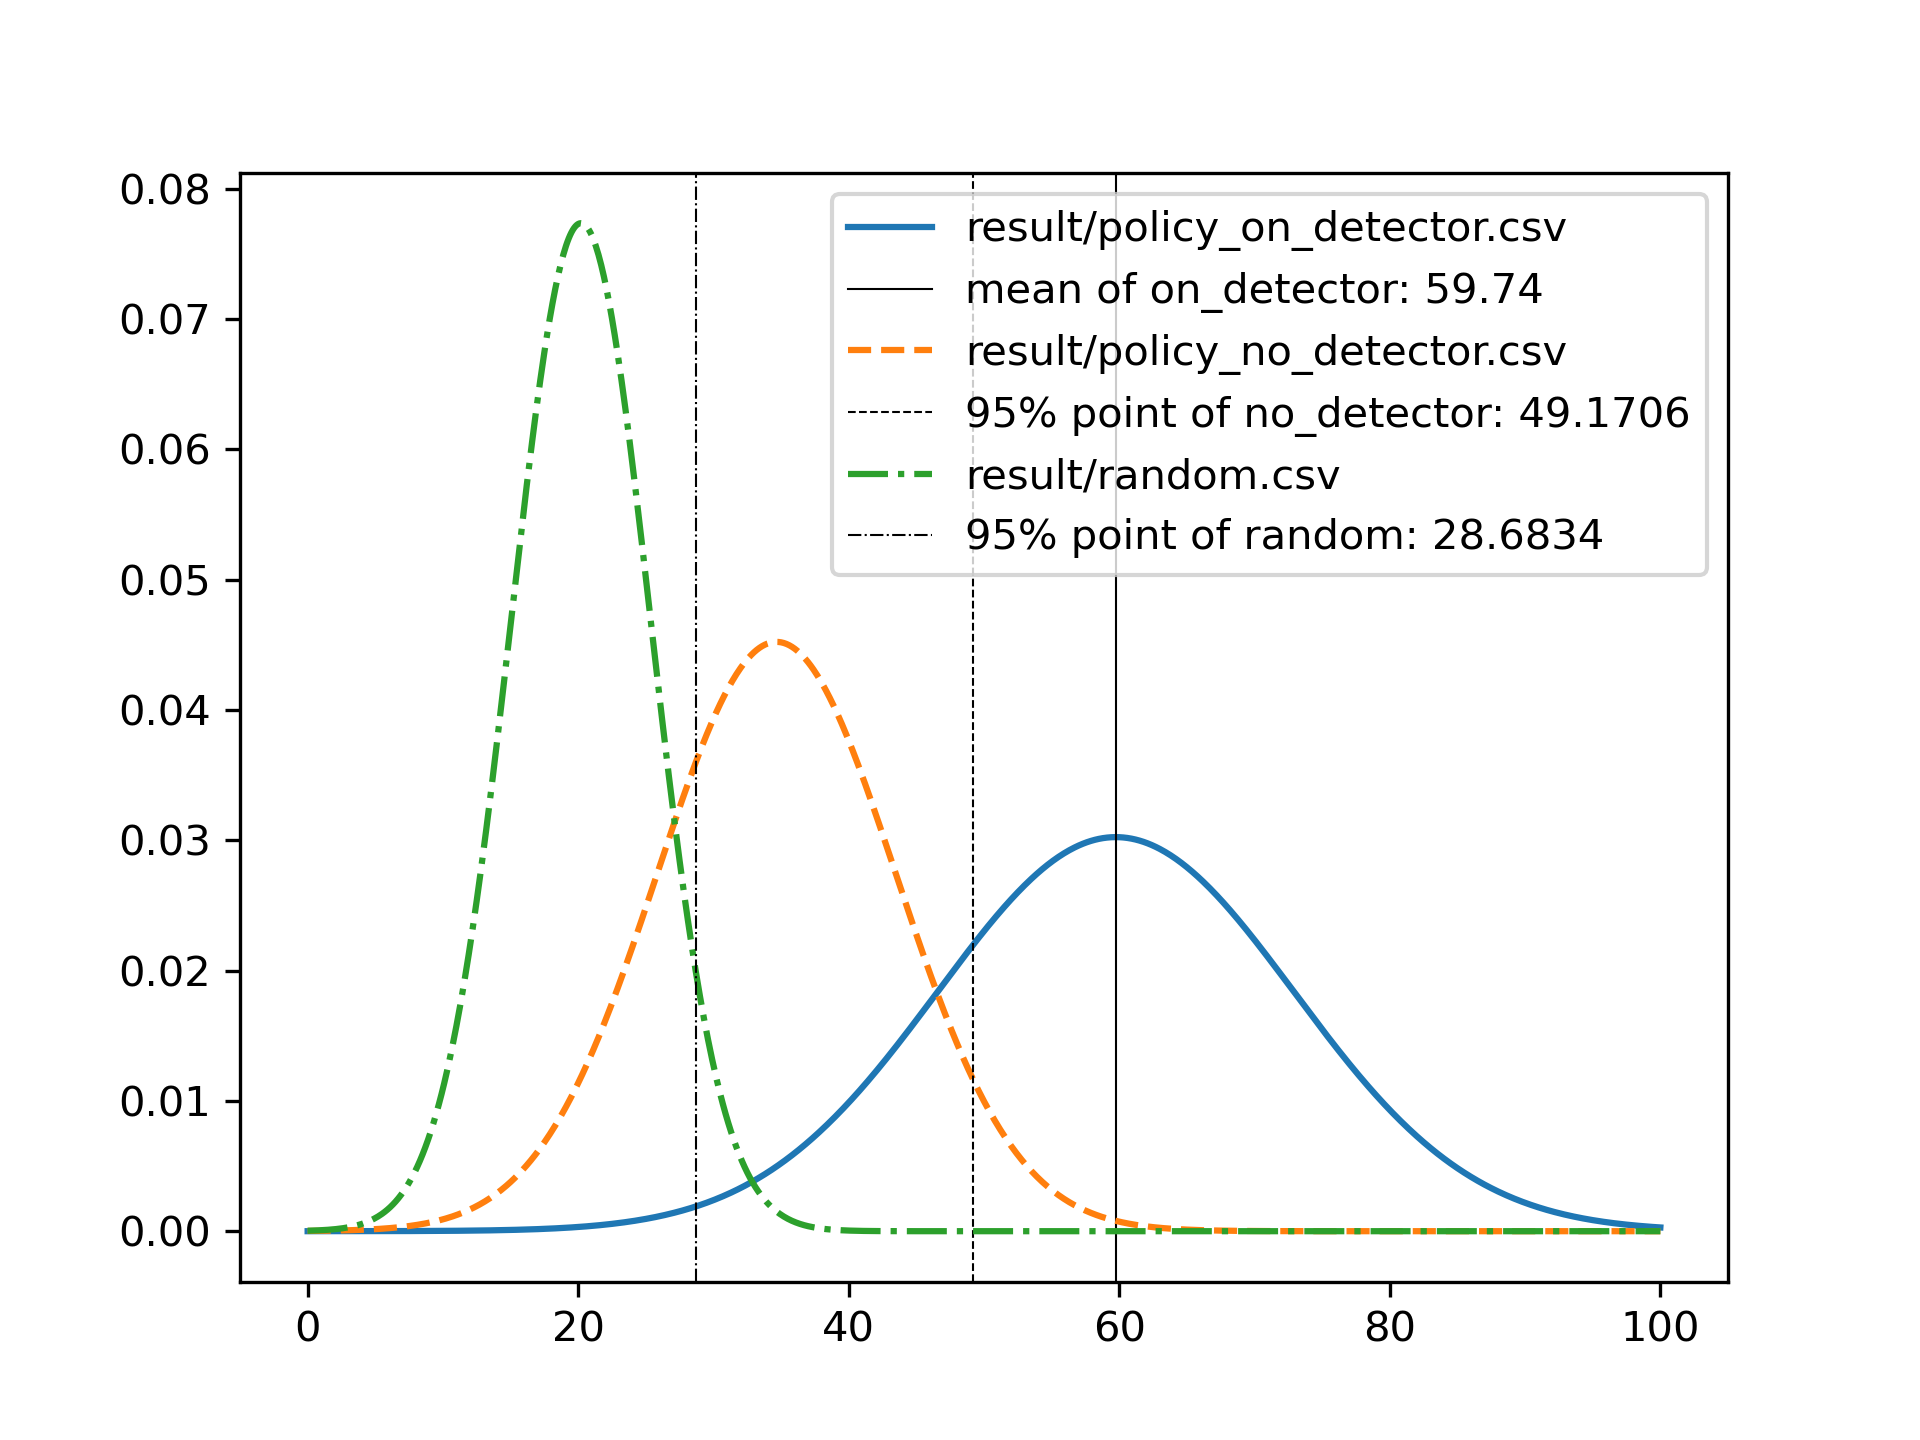 0.08
0.07
0.06
0.05
0.04
0.03
0.02
0.01
0.00
result/policy_on_detector.csv
mean of on_detector: 59.74
result/policy_no_detector.csv
95% point of no_detector: 49.1706
result/random.csv
95% point of random: 28.6834
0 20 40 60 80 100